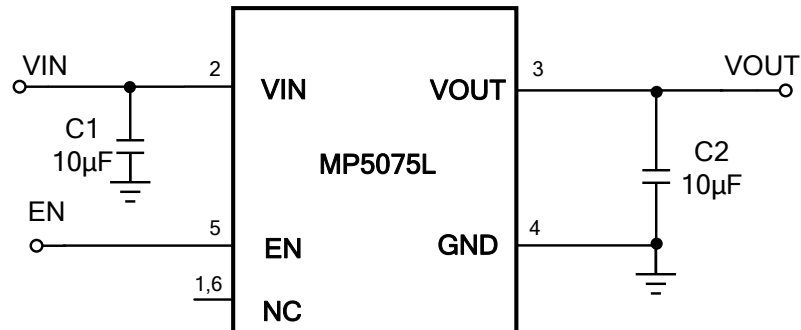 VIN
2
VIN
C1
10µF
EN
5
EN
1,6
NC
MP5075L
3
VOUT
VOUT
C2
10µF
GND
4